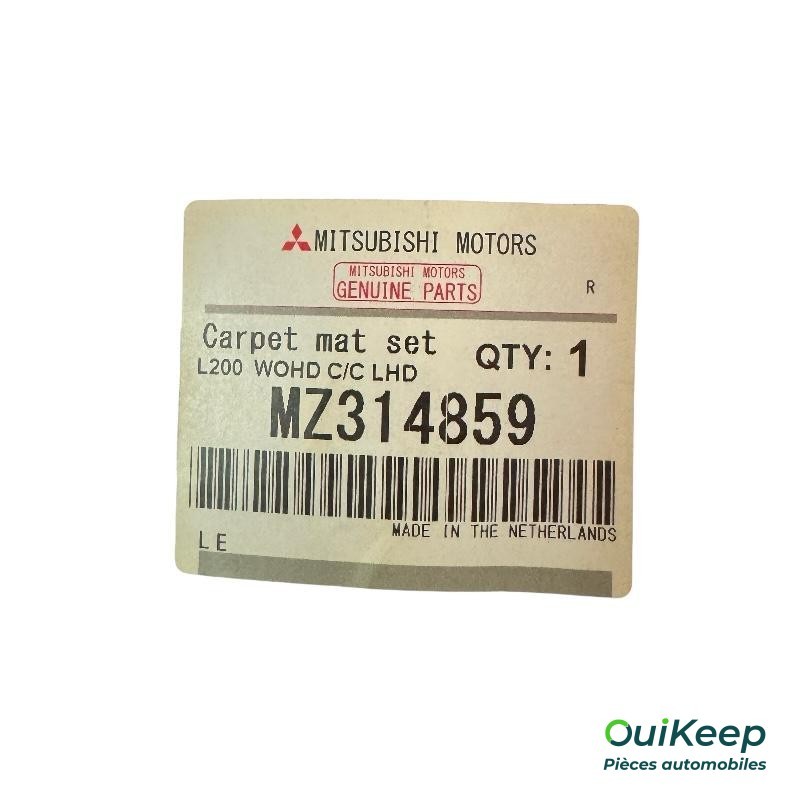 MITSUBISHI MOTORS
MITSUBISHI MOTORS
GENUINE PARTS
R
Carpet mat set
QTY: 1
L200 WOHD C/C LHD
MZ314859
MADE IN THE NETHERLANDS
LE
OuiKeep
Pièces automobiles